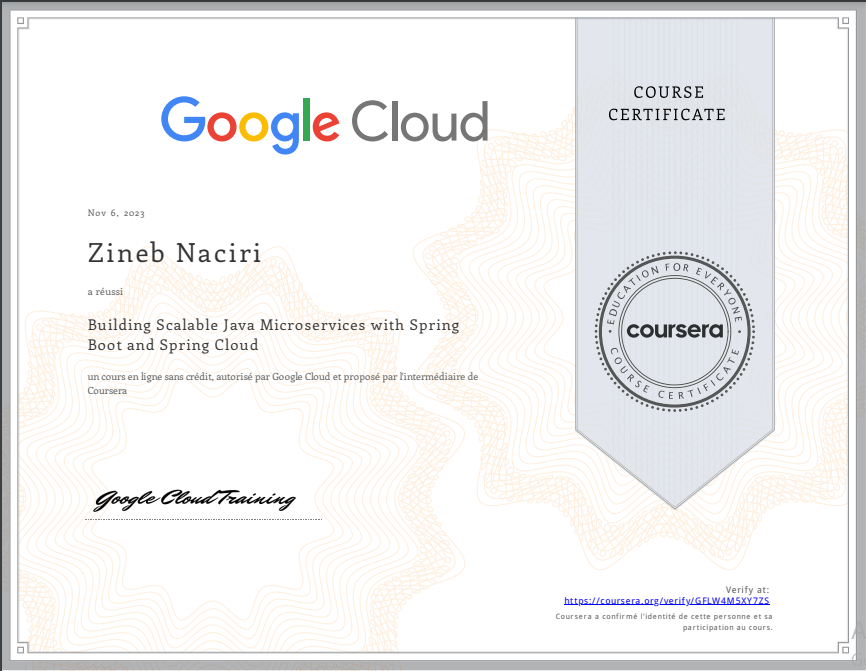 Google Cloud
COURSE
CERTIFICATE
Nov 6, 2023
Zineb Naciri
a réussi
Building Scalable Java Microservices with Spring
Boot and Spring Cloud
un cours en ligne sans crédit, autorisé par Google Cloud et proposé par l'intermédiaire de
Coursera
EDUCATION FOR EVERYONE
coursera
COURSE CERTIFICATE
Google Cloud Training
Verify at:
https://coursera.org/verify/GFLW4M5XY7ZS
Coursera a confirmé l'identité de cette personne et sa
participation au cours.